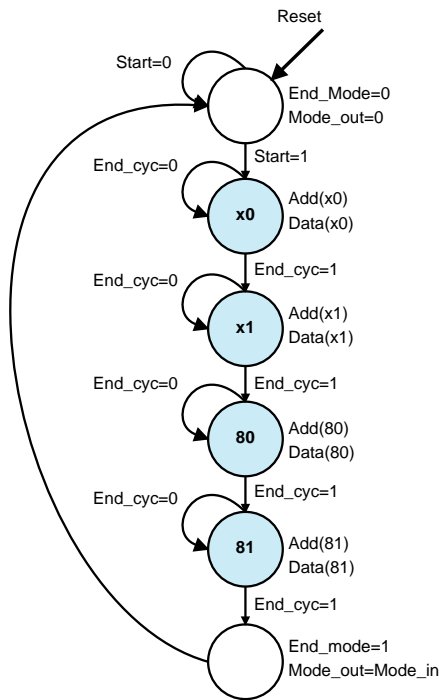 Reset
Start=0
End_Mode=0
Mode_out=0
Start=1
End_cyc=0
x0
Add(x0)
Data(x0)
End_cyc=1
End_cyc=0
x1
Add(x1)
Data(x1)
End_cyc=1
End_cyc=0
80
Add(80)
Data(80)
End_cyc=1
End_cyc=0
81
Add(81)
Data(81)
End_cyc=1
End_mode=1
Mode_out=Mode_in